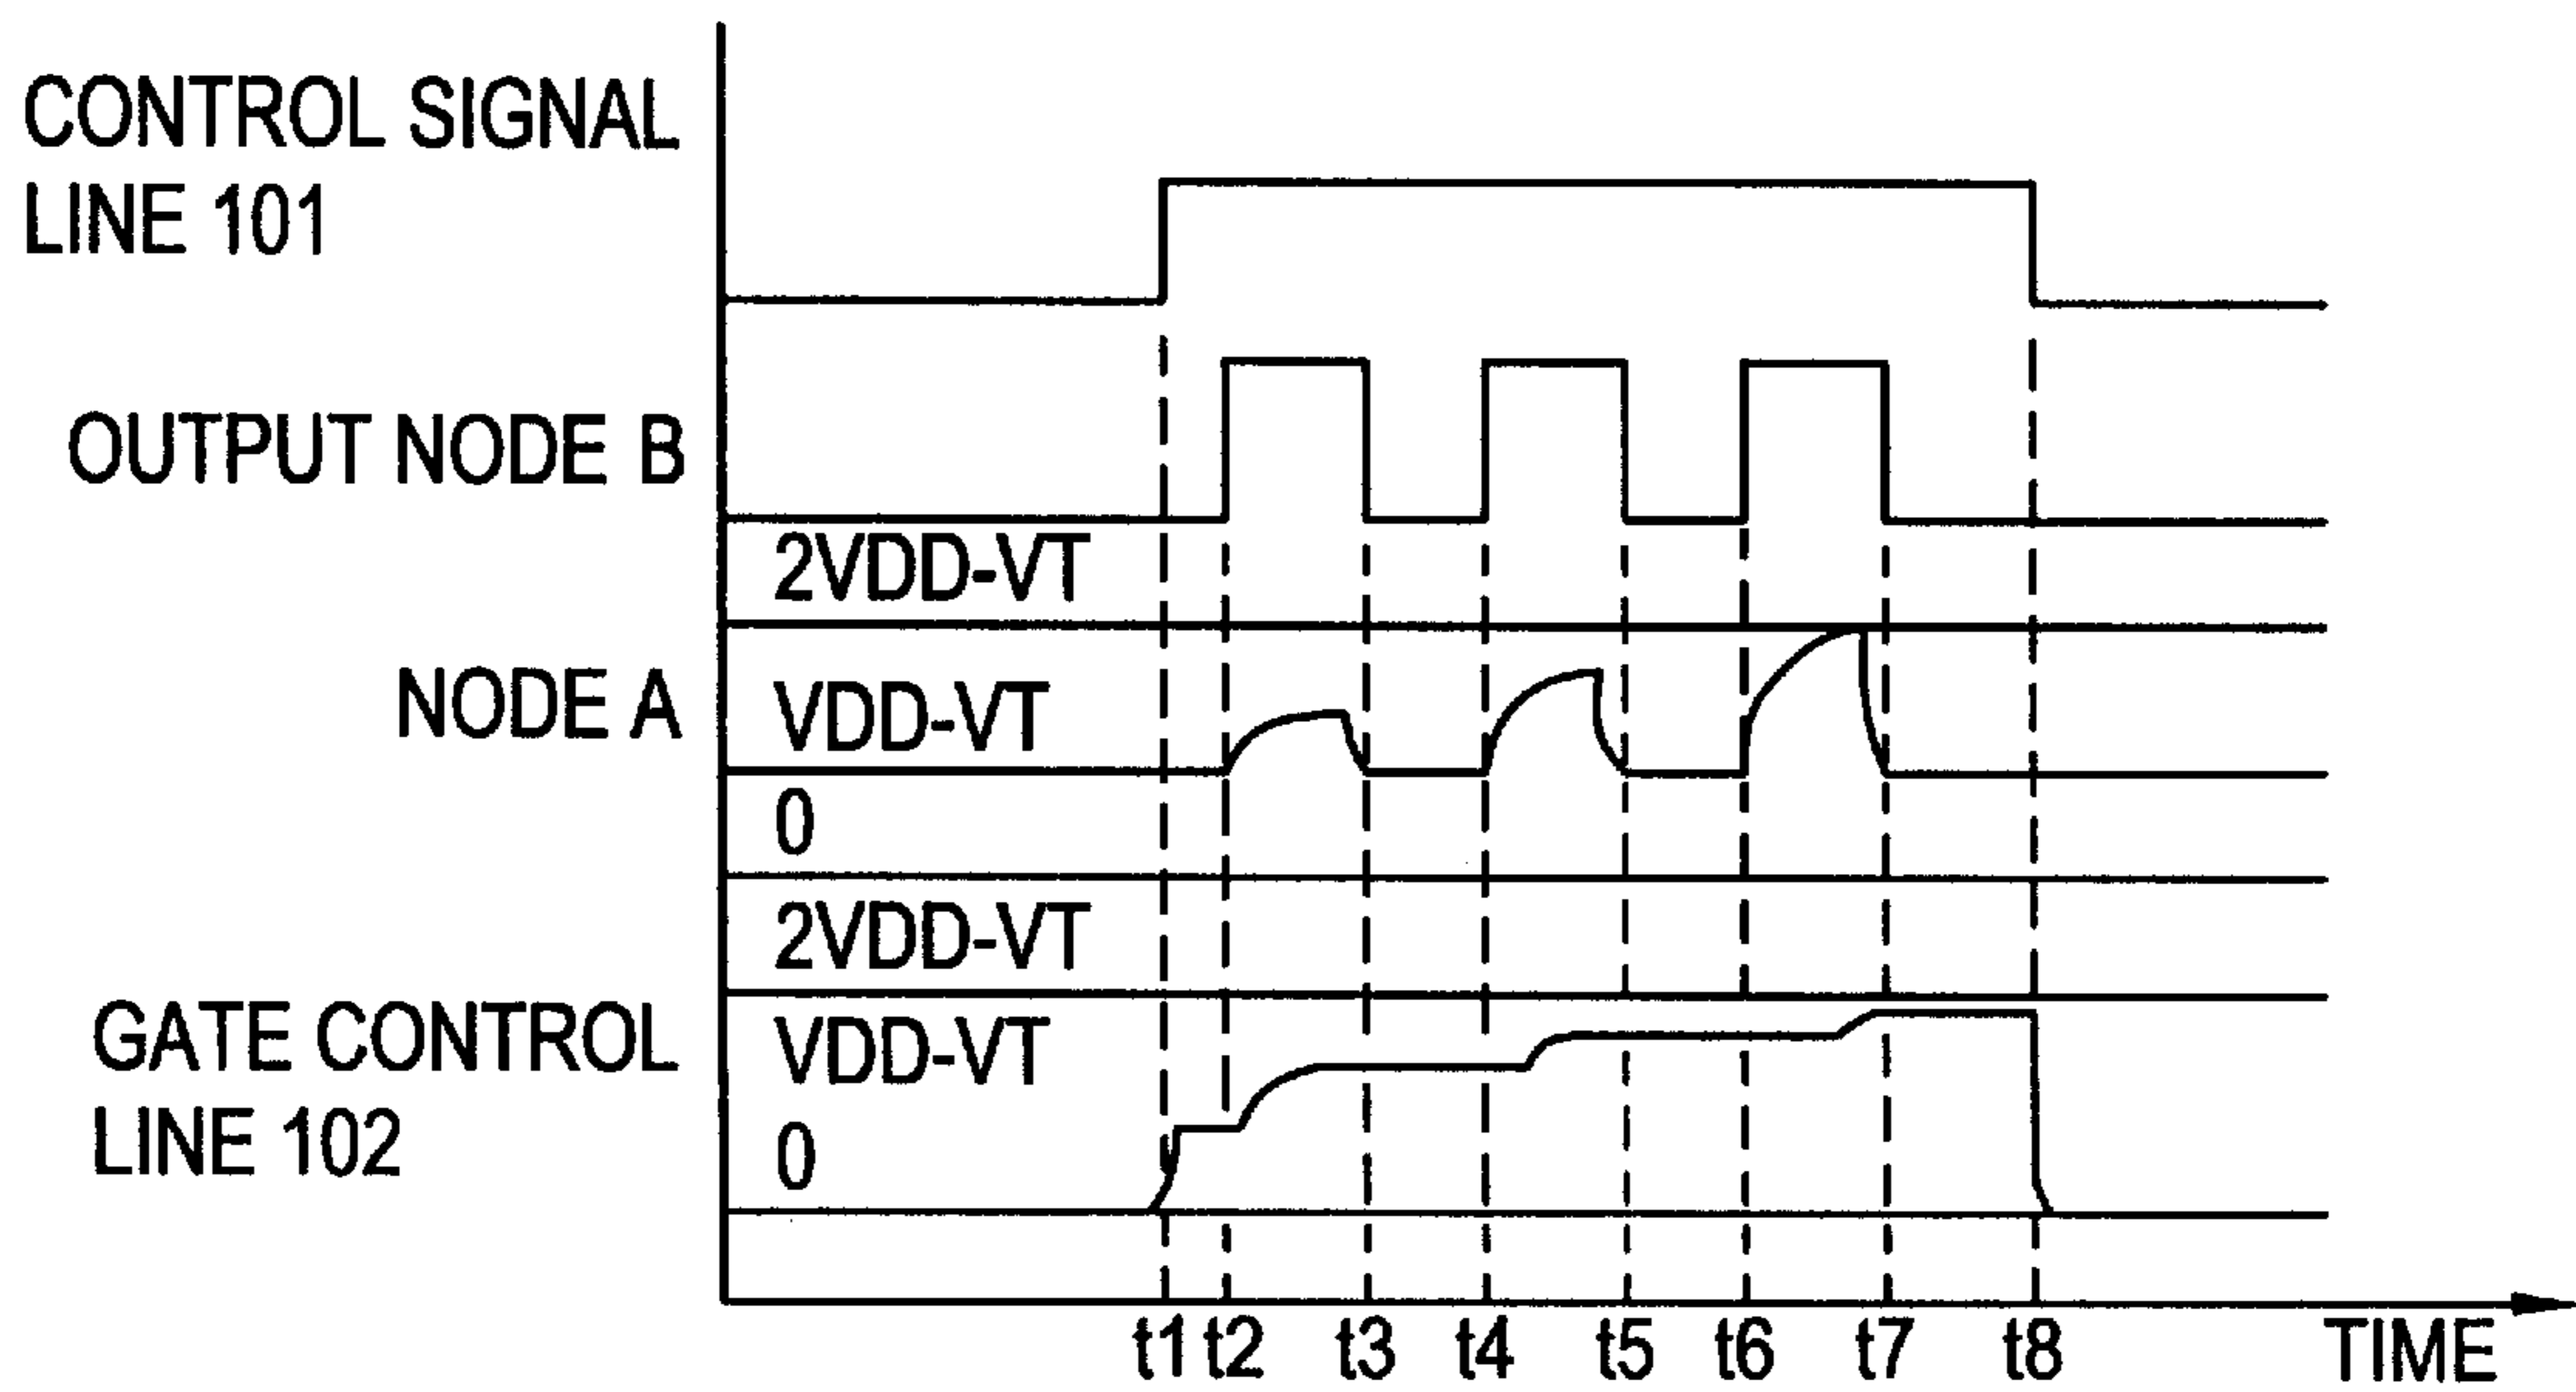 CONTROL SIGNAL
LINE 101
OUTPUT NODE B
2VDD-VT
NODE A
VDD-VT
0
2VDD-VT
GATE CONTROL
LINE 102
VDD-VT
0
t1 t2 t3 t4 t5 t6 t7 t8 TIME